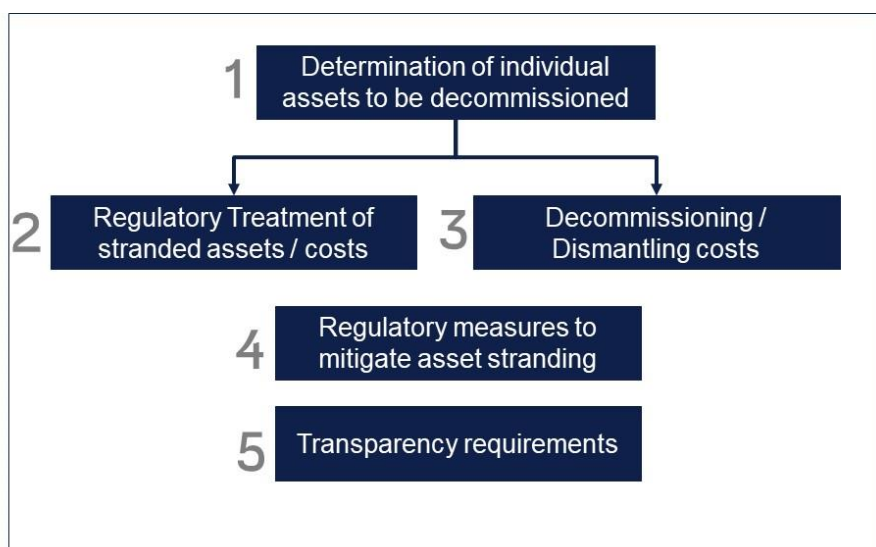 1
Determination of individual
assets to be decommissioned
2
Regulatory Treatment of
stranded assets / costs
3
Decommissioning /
Dismantling costs
4
Regulatory measures to
mitigate asset stranding
5
Transparency requirements